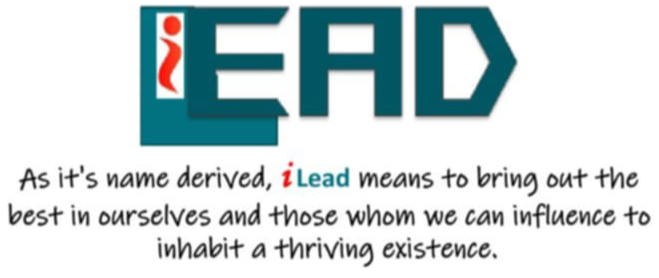 iLEAD
As it's name derived, iLead means to bring out the
best in ourselves and those whom we can influence to
inhabit a thriving existence.